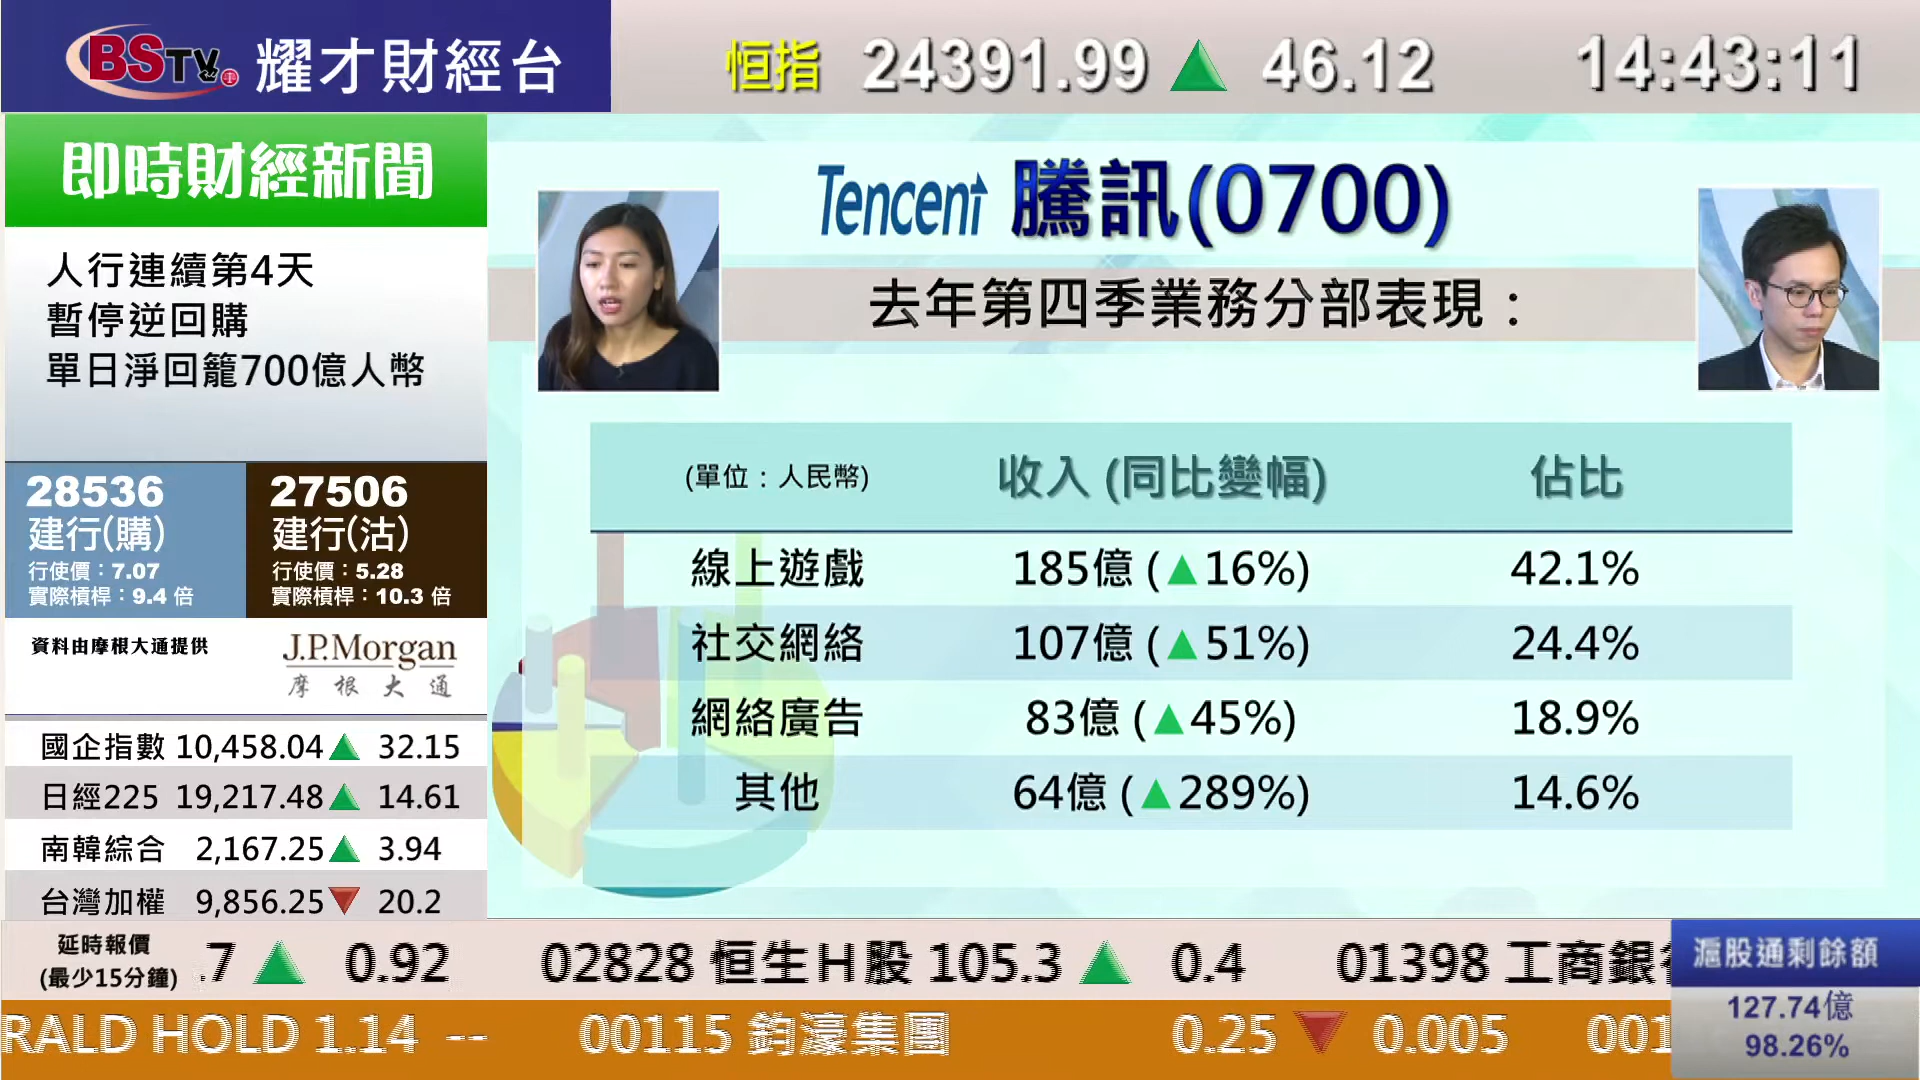 BSTV 耀才財經台
恒指 24391.99 ▲ 46.12 14:43:11
即時財經新聞
人行連續第4天
暫停逆回購
單日淨回籠700億人幣
28536
建行(購)
行使價：7.07
實際槓桿：9.4 倍
27506
建行(沽)
行使價：5.28
實際槓桿：10.3 倍
資料由摩根大通提供
J.P.Morgan
摩根大通
國企指數 10,458.04 ▲ 32.15
日經225 19,217.48 ▲ 14.61
南韓綜合 2,167.25 ▲ 3.94
台灣加權 9,856.25 ▼ 20.2
Tencent 騰訊(0700)
去年第四季業務分部表現：
(單位：人民幣) 收入 (同比變幅) 佔比
線上遊戲 185億 (▲16%) 42.1%
社交網絡 107億 (▲51%) 24.4%
網絡廣告 83億 (▲45%) 18.9%
其他 64億 (▲289%) 14.6%
延時報價
(最少15分鐘)
.7 ▲ 0.92 02828 恒生H股 105.3 ▲ 0.4 01398 工商銀
RALD HOLD 1.14 -- 00115 鈞濠集團 0.25 ▼ 0.005 001
滬股通剩餘額
127.74億
98.26%